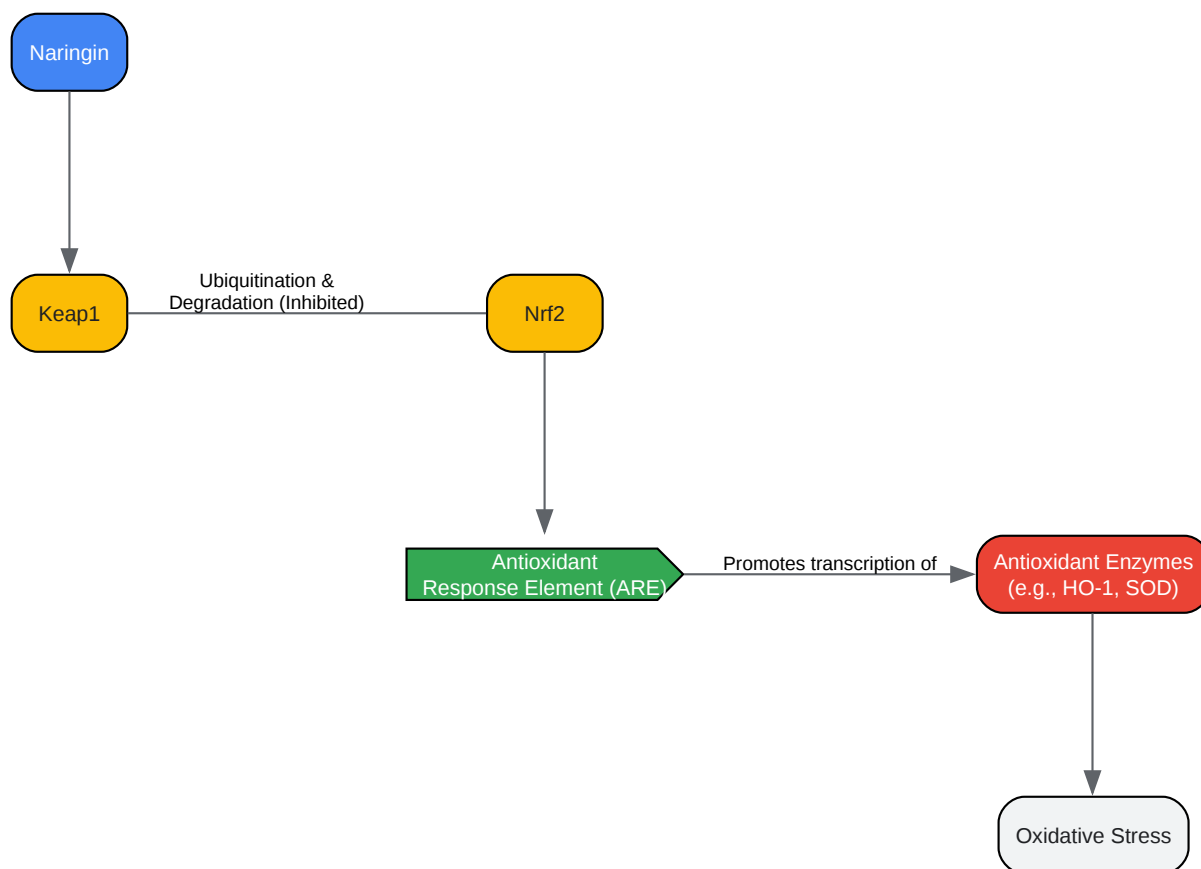 Naringin
Ubiquitination &
Degradation (Inhibited)
Keap1
Nrf2
Antioxidant
Response Element (ARE)
Promotes transcription of
Antioxidant Enzymes
(e.g., HO-1, SOD)
Oxidative Stress